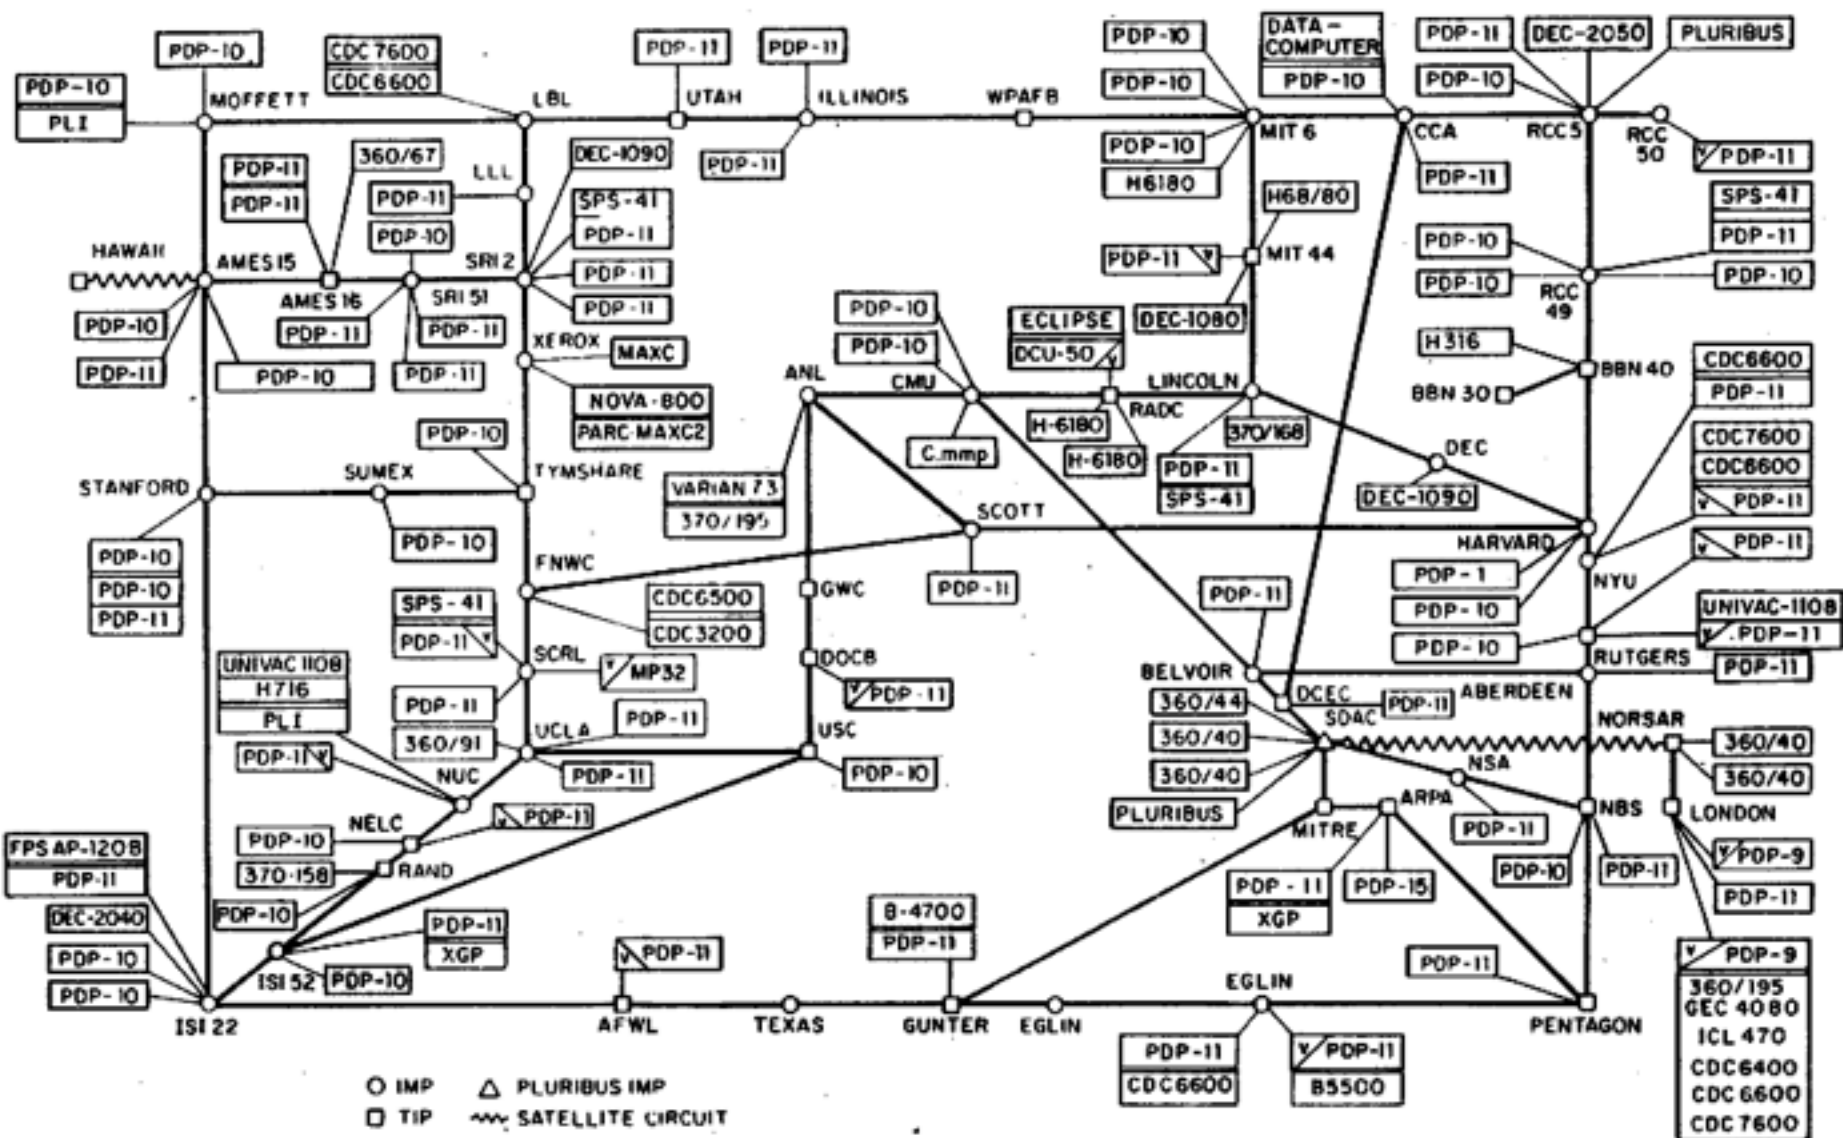 PDP-10
CDC 7600
CDC 6600
PDP-11
PDP-11
PDP-10
DATA-
COMPUTER
PDP-10
PDP-11
DEC-2050
PLURIBUS
PDP-10
PLI
MOFFETT
LBL
UTAH
ILLINOIS
WPAFB
PDP-10
PDP-10
MIT 6
CCA
RCC 5
RCC
50
PDP-11
PDP-10
H6180
PDP-11
V PDP-11
PDP-11
PDP-11
360/67
LLL
PDP-11
PDP-10
DEC-1090
SPS-41
PDP-11
PDP-11
PDP-11
H68/80
PDP-11 V
MIT 44
DEC-1080
PDP-10
PDP-10
SPS-41
PDP-11
PDP-10
RCC
49
HAWAII
AMES 15
AMES 16
SRI 51
SRI 2
PDP-10
PDP-11
PDP-10
PDP-11
PDP-11
PDP-11
XEROX
MAXC
NOVA-800
PARC-MAXC2
PDP-10
PDP-10
ECLIPSE
DCU-50 V
ANL
CMU
RADC
LINCOLN
H-6180
H-6180
370/168
PDP-11
SPS-41
C.mmp
H316
BBN 40
BBN 30
CDC6600
PDP-11
CDC7600
CDC6600
V PDP-11
DEC
DEC-1090
STANFORD
SUMEX
PDP-10
TYMSHARE
VARIAN 73
370/195
SCOTT
HARVARD
V PDP-11
PDP-10
PDP-10
PDP-11
PDP-10
FNWC
CDC6500
CDC3200
PDP-11
PDP-1
PDP-10
PDP-10
NYU
UNIVAC-1108
V PDP-11
SPS-41
PDP-11 V
SCRL
V MP32
GWC
DOCB
V PDP-11
PDP-11
BELVOIR
ABERDEEN
RUTGERS
PDP-11
UNIVAC 1108
H716
PLI
PDP-11 V
PDP-11
360/91
UCLA
PDP-11
PDP-11
USC
PDP-10
360/44
360/40
360/40
PLURIBUS
DCEC
PDP-11
SDAC
NORSAR
360/40
360/40
NUC
NELC
PDP-10
V PDP-11
MITRE
ARPA
NSA
PDP-11
NBS
LONDON
FPS AP-120B
PDP-11
DEC-2040
PDP-10
PDP-10
370-158
RAND
PDP-10
PDP-11
XGP
PDP-10
ISI 52
ISI 22
V PDP-11
AFWL
TEXAS
B-4700
PDP-11
GUNTER
EGLIN
EGLIN
PDP-11
XGP
PDP-15
PDP-10
PDP-11
V PDP-9
PDP-11
PDP-11
PENTAGON
PDP-11
CDC6600
V PDP-11
B5500
V PDP-9
360/195
GEC 4080
ICL 470
CDC6400
CDC6600
CDC7600
IMP
PLURIBUS IMP
TIP
SATELLITE CIRCUIT